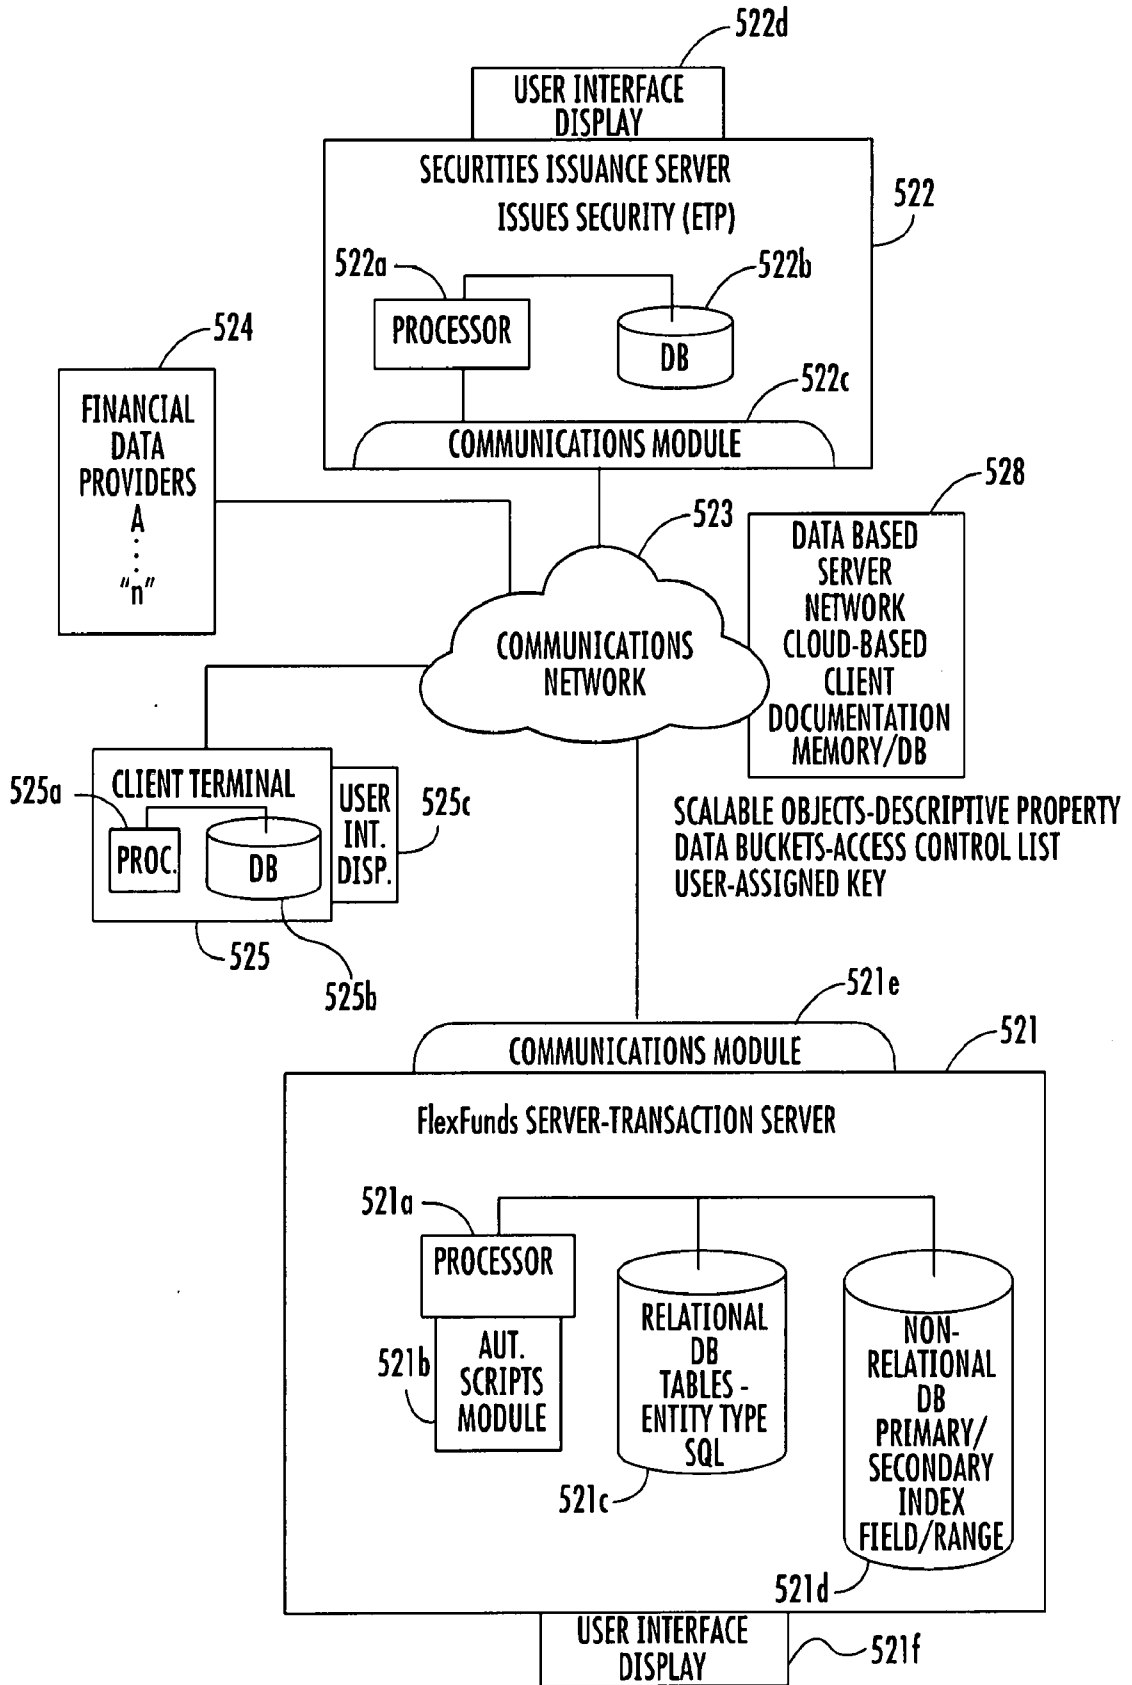 522d
USER INTERFACE
DISPLAY
SECURITIES ISSUANCE SERVER
ISSUES SECURITY (ETP)
522
522a
522b
PROCESSOR
DB
522c
COMMUNICATIONS MODULE
524
FINANCIAL
DATA
PROVIDERS
A
"n"
523
COMMUNICATIONS
NETWORK
528
DATA BASED
SERVER
NETWORK
CLOUD-BASED
CLIENT
DOCUMENTATION
MEMORY/DB
SCALABLE OBJECTS-DESCRIPTIVE PROPERTY
DATA BUCKETS-ACCESS CONTROL LIST
USER-ASSIGNED KEY
CLIENT TERMINAL
525a
PROC.
DB
USER
INT.
DISP.
525c
525
525b
521e
COMMUNICATIONS MODULE
521
FlexFunds SERVER-TRANSACTION SERVER
521a
PROCESSOR
521b
AUT.
SCRIPTS
MODULE
RELATIONAL
DB
TABLES -
ENTITY TYPE
SQL
521c
NON-
RELATIONAL
DB
PRIMARY/
SECONDARY
INDEX
FIELD/RANGE
521d
USER INTERFACE
DISPLAY
521f